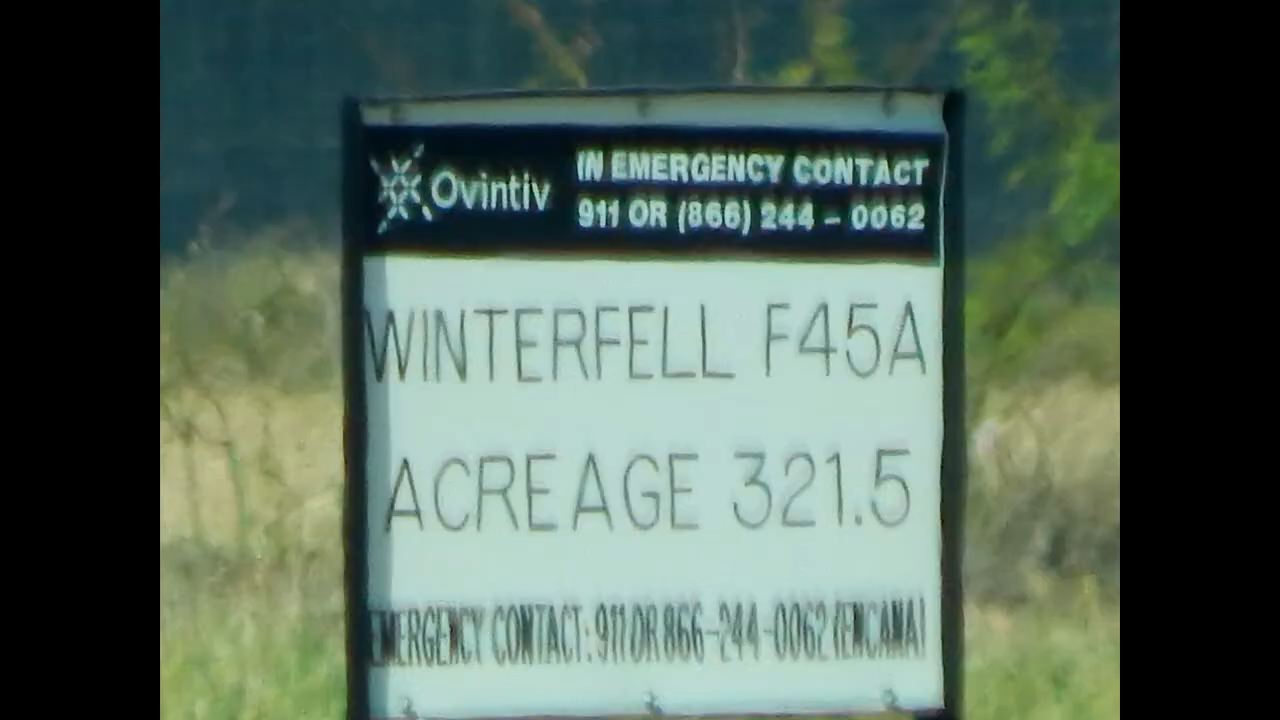 Ovintiv
IN EMERGENCY CONTACT
911 OR (866) 244 - 0062
WINTERFELL F45A
ACREAGE 321.5
EMERGENCY CONTACT: 911 OR 866-244-0062 (ENCANA)